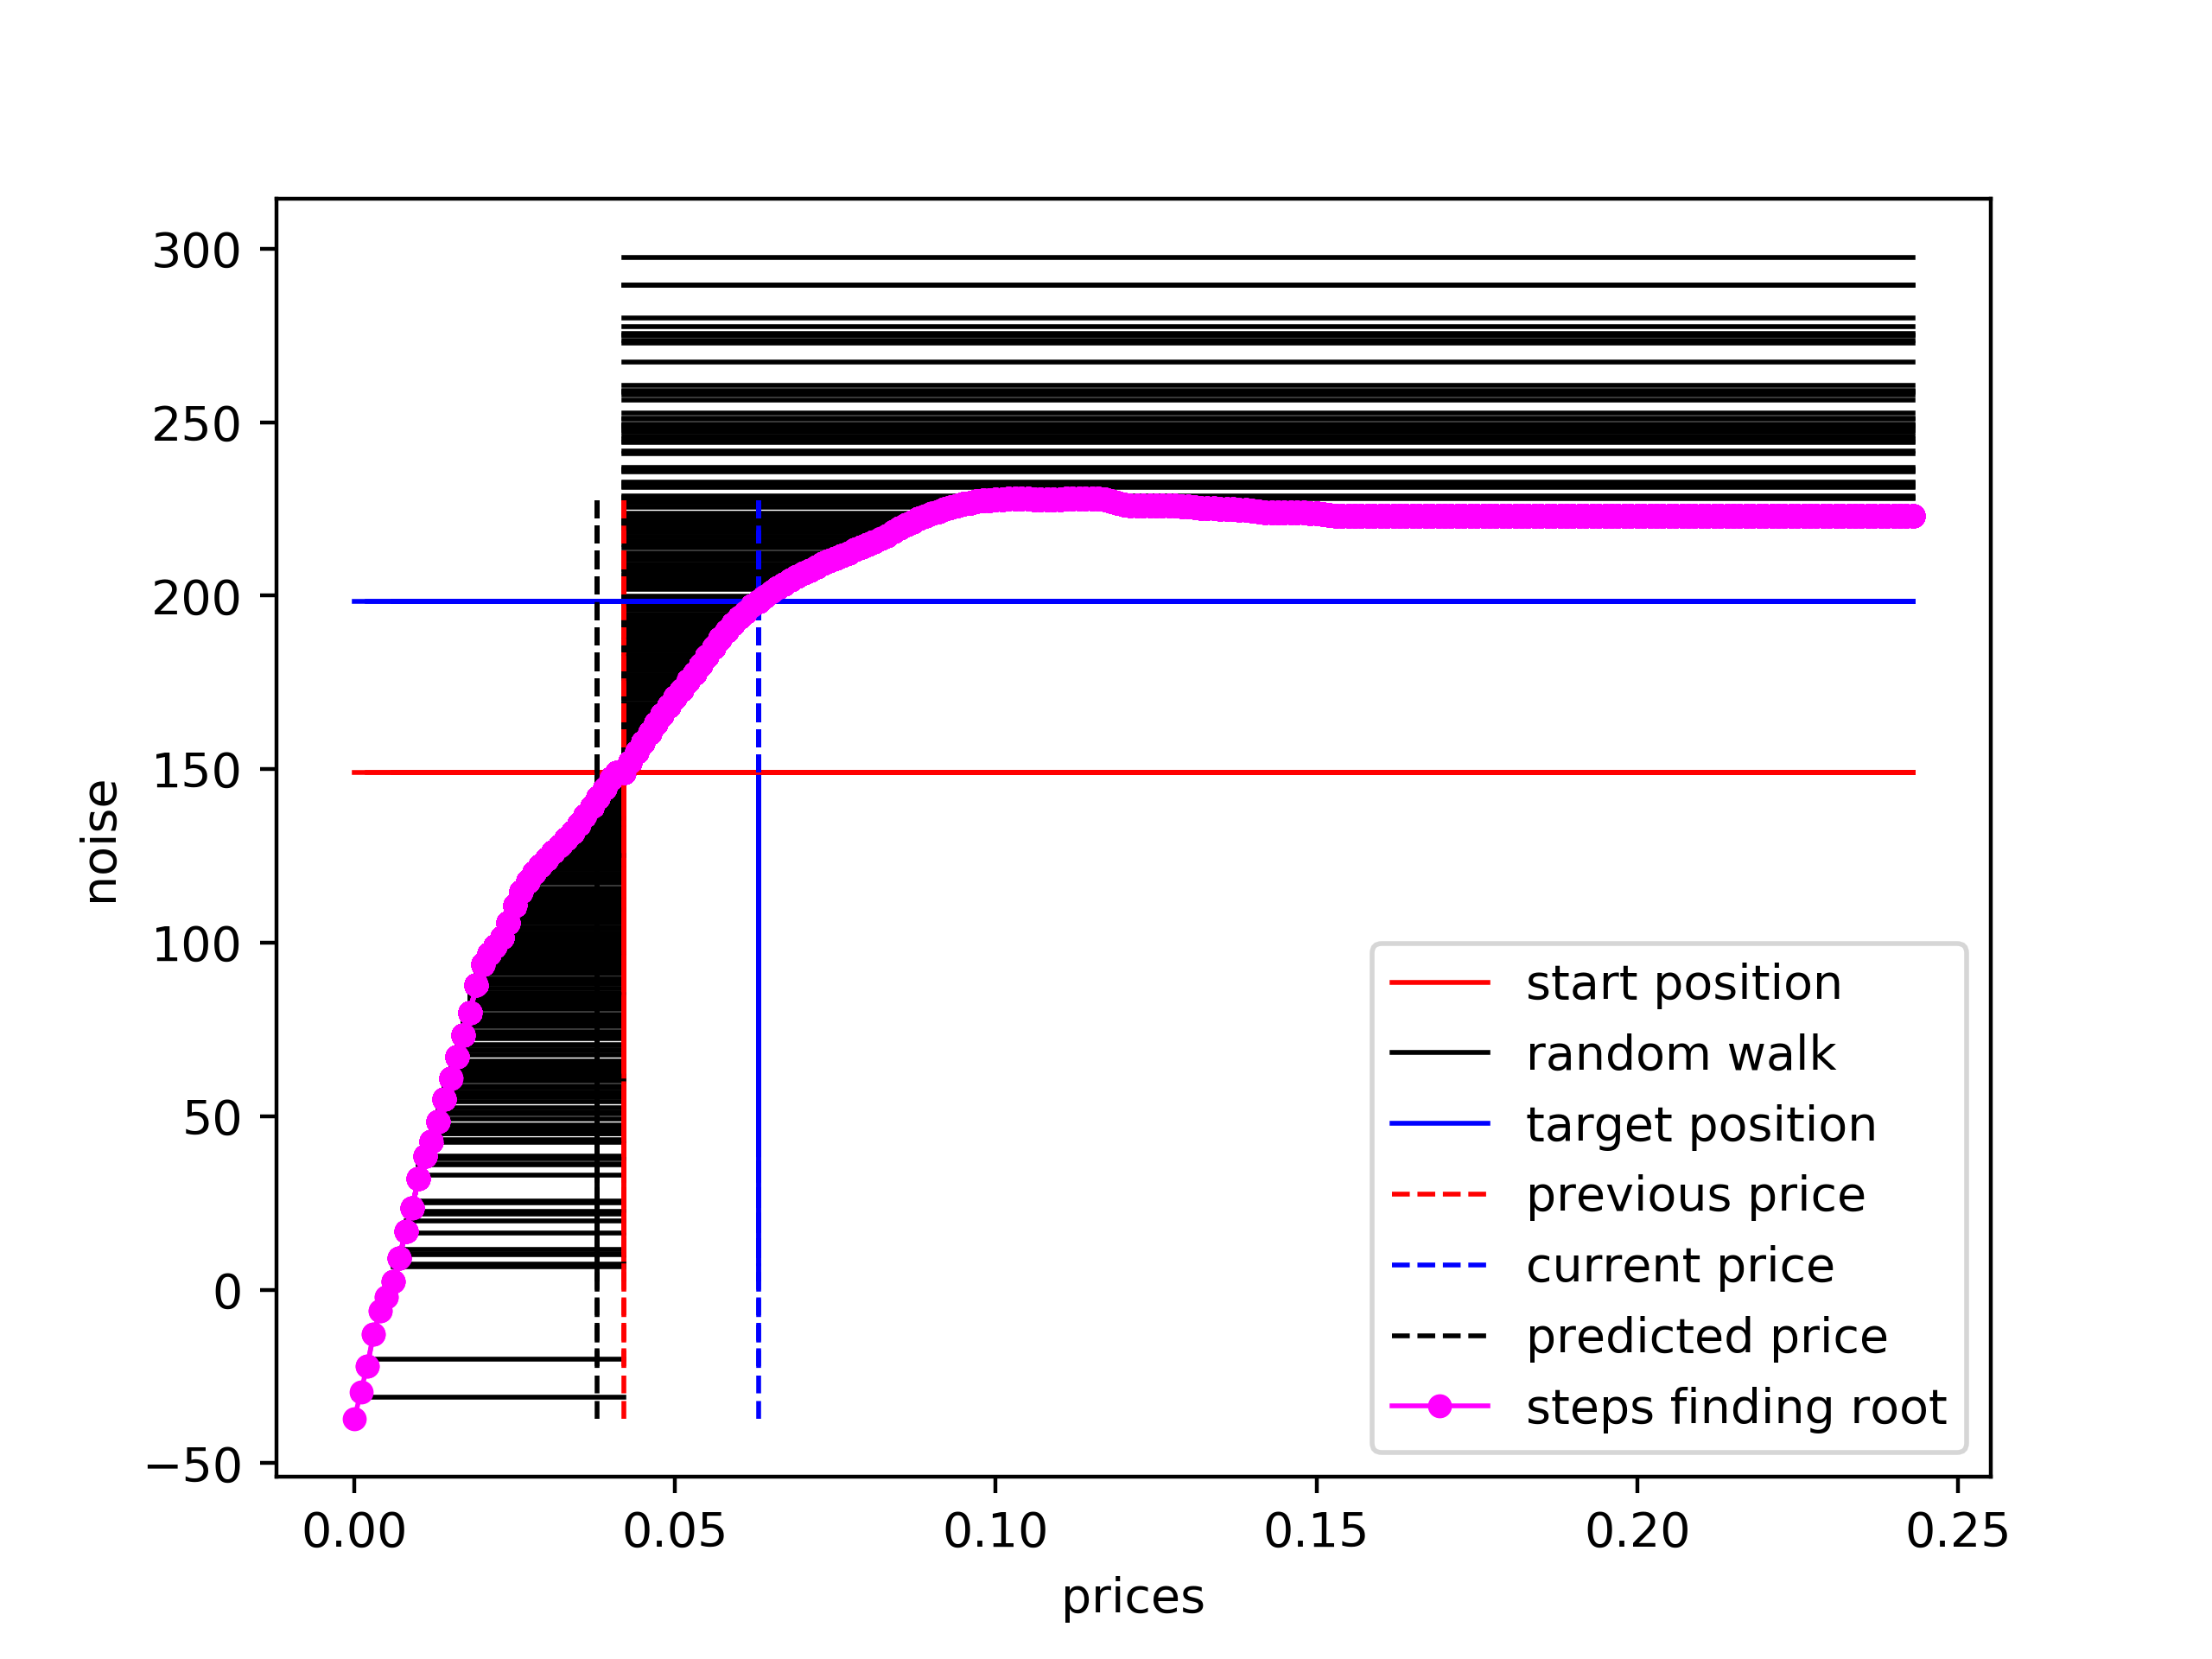 300
250
200
150
100
50
0
−50
noise
0.00 0.05 0.10 0.15 0.20 0.25
prices
start position
random walk
target position
previous price
current price
predicted price
steps finding root